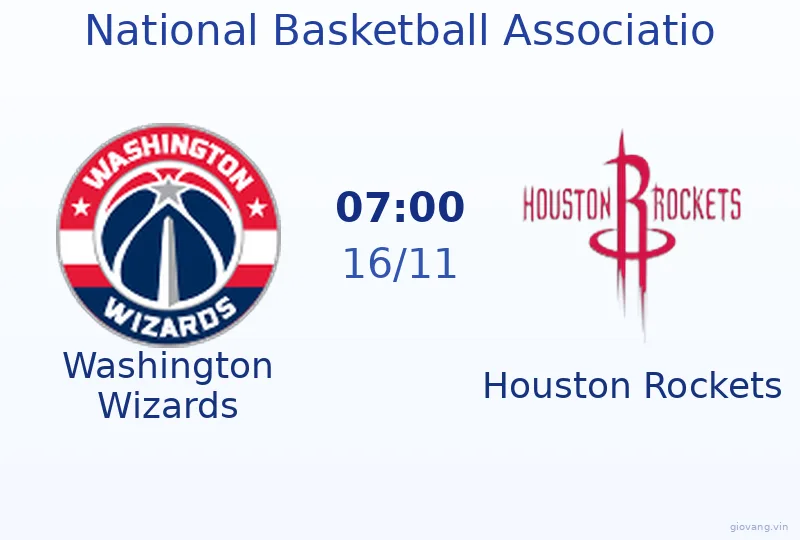 National Basketball Associatio
WASHINGTON
WIZARDS
07:00
16/11
HOUSTON R ROCKETS
Washington
Wizards
Houston Rockets
giovang.vin